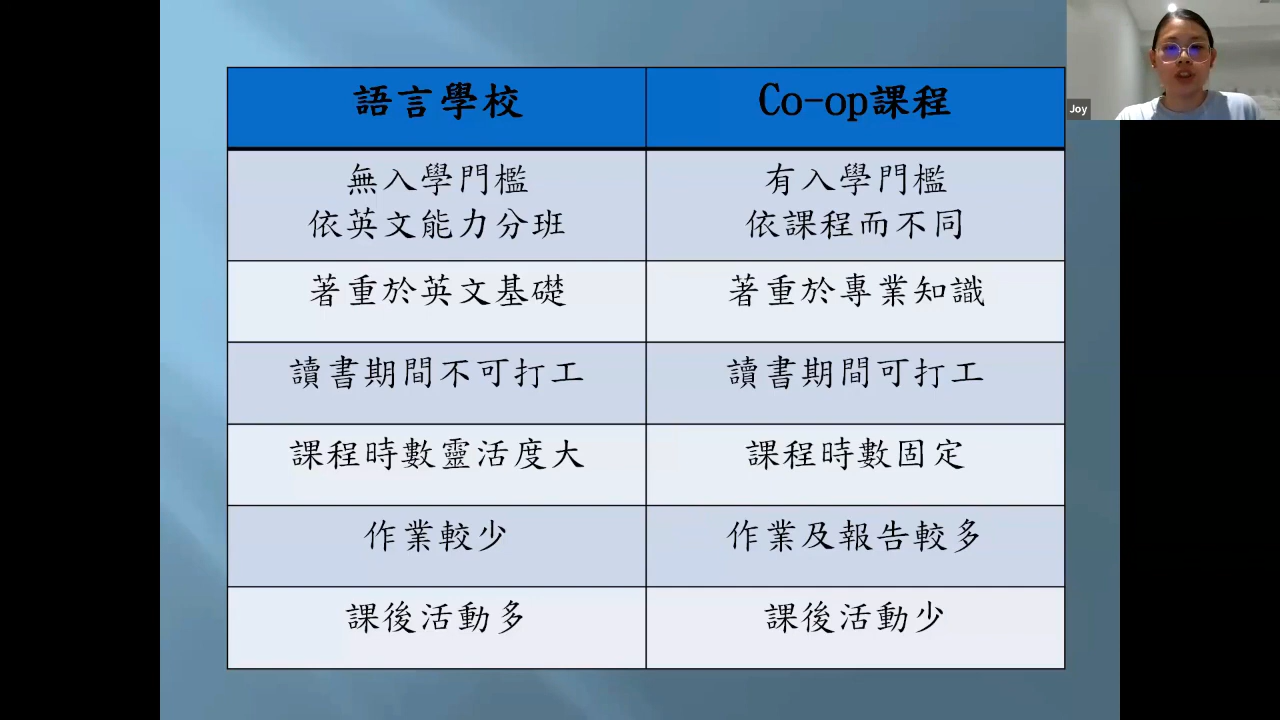 語言學校
Co-op課程
無入學門檻
依英文能力分班
有入學門檻
依課程而不同
著重於英文基礎
著重於專業知識
讀書期間不可打工
讀書期間可打工
課程時數靈活度大
課程時數固定
作業較少
作業及報告較多
課後活動多
課後活動少
Joy